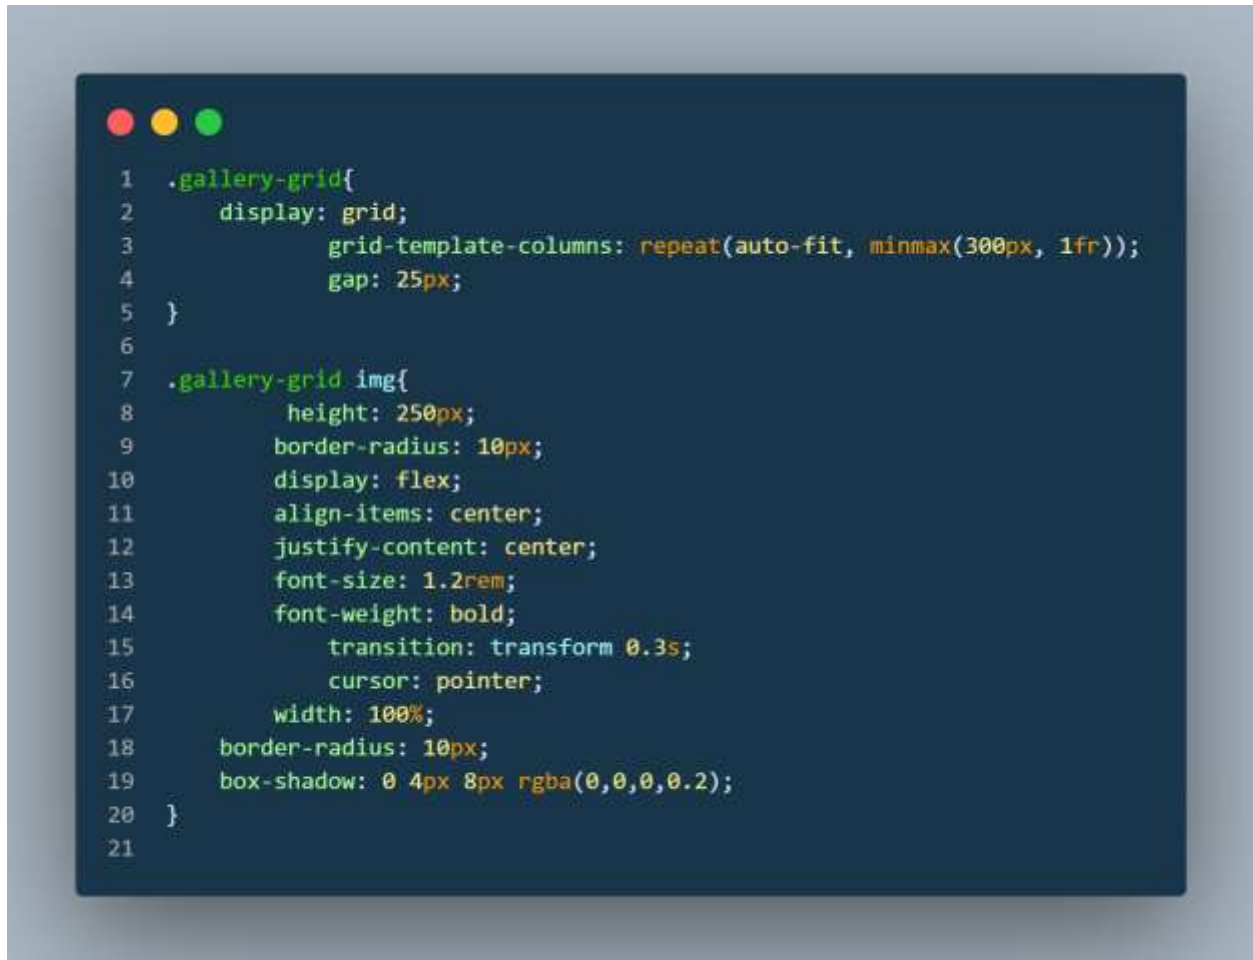 1 .gallery-grid{
2 display: grid;
3 grid-template-columns: repeat(auto-fit, minmax(300px, 1fr));
4 gap: 25px;
5 }
6
7 .gallery-grid img{
8 height: 250px;
9 border-radius: 10px;
10 display: flex;
11 align-items: center;
12 justify-content: center;
13 font-size: 1.2rem;
14 font-weight: bold;
15 transition: transform 0.3s;
16 cursor: pointer;
17 width: 100%;
18 border-radius: 10px;
19 box-shadow: 0 4px 8px rgba(0,0,0,0.2);
20 }
21